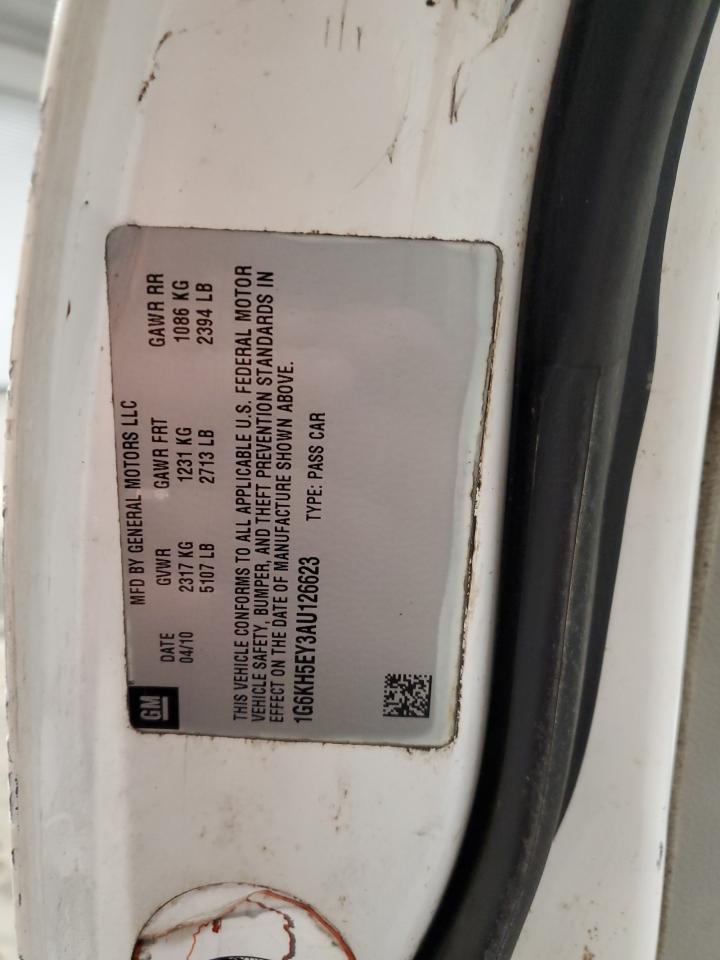 GM
MFD BY GENERAL MOTORS LLC
DATE GVWR GAWR FRT GAWR RR
04/10 2317 KG 1231 KG 1086 KG
5107 LB 2713 LB 2394 LB
THIS VEHICLE CONFORMS TO ALL APPLICABLE U.S. FEDERAL MOTOR
VEHICLE SAFETY, BUMPER, AND THEFT PREVENTION STANDARDS IN
EFFECT ON THE DATE OF MANUFACTURE SHOWN ABOVE.
1G6KH5EY3AU126623 TYPE: PASS CAR